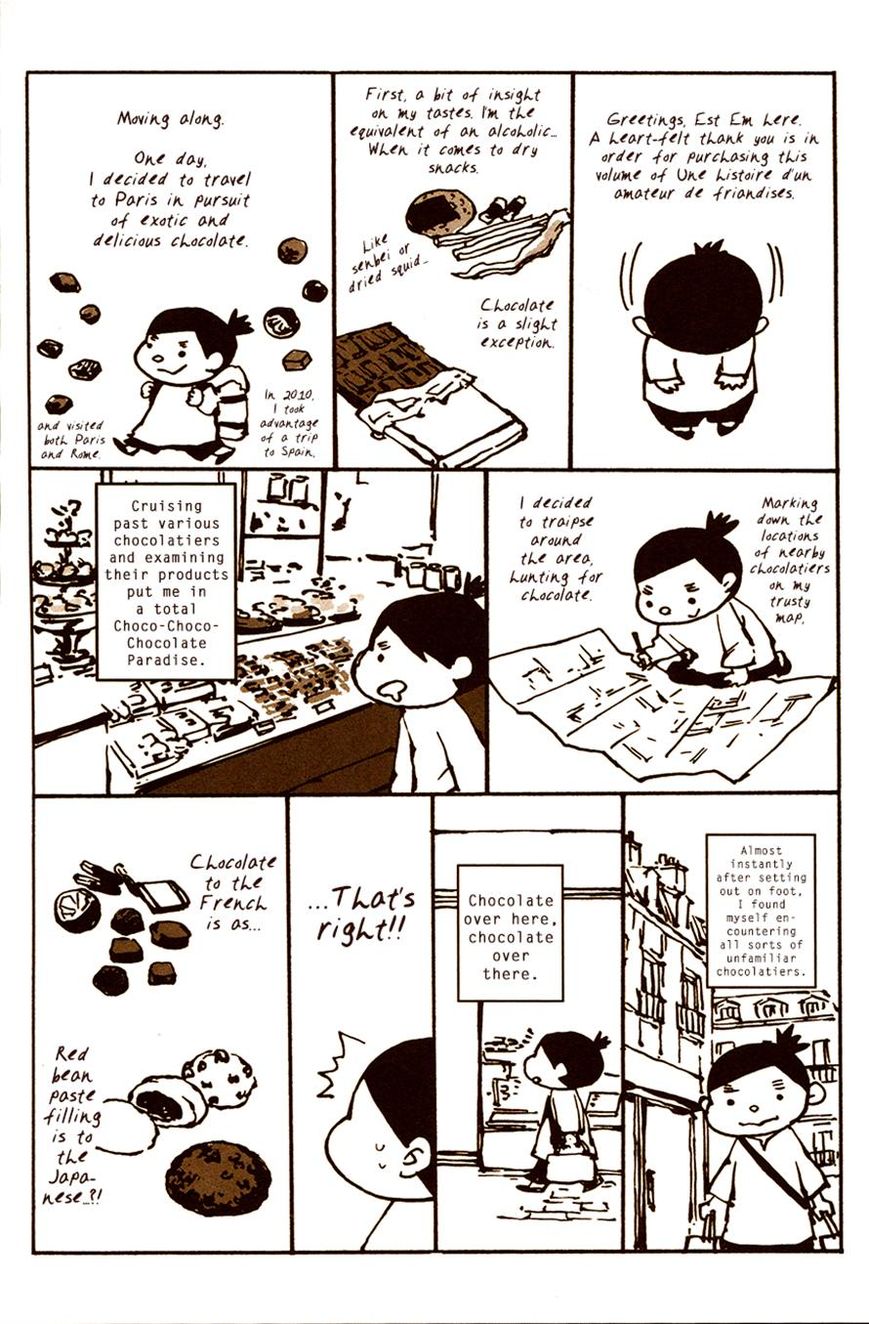 Greetings, Est Em here.
A heart-felt thank you is in
order for purchasing this
volume of Une histoire d'un
amateur de friandises.
First, a bit of insight
on my tastes. I'm the
equivalent of an alcoholic...
When it comes to dry
snacks.
Like
senbei or
dried squid...
Chocolate
is a slight
exception.
Moving along.
One day,
I decided to travel
to Paris in pursuit
of exotic and
delicious chocolate.
In 2010,
I took
advantage
of a trip
to Spain,
and visited
both Paris
and Rome.
Marking
down the
locations
of nearby
chocolatiers
on my
trusty
map,
I decided
to traipse
around
the area,
hunting for
chocolate.
Cruising
past various
chocolatiers
and examining
their products
put me in
a total
Choco-Choco-
Chocolate
Paradise.
Almost
instantly
after setting
out on foot,
I found
myself en-
countering
all sorts of
unfamiliar
chocolatiers.
Chocolate
over here,
chocolate
over
there.
...That's
right!!
Chocolate
to the
French
is as...
Red
bean
paste
filling
is to
the
Japa-
nese...?!